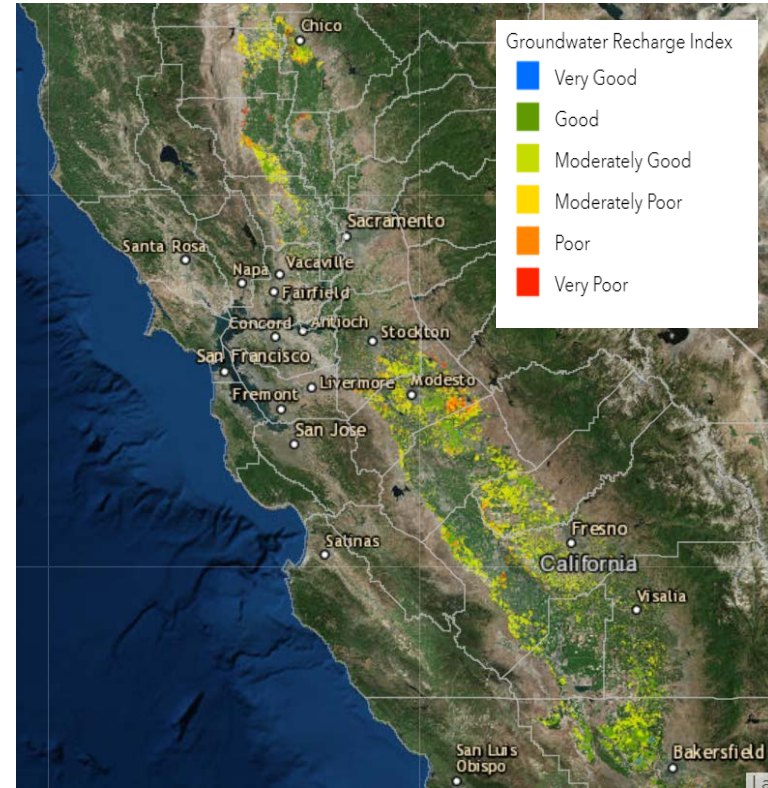 Chico
Groundwater Recharge Index
Very Good
Good
Moderately Good
Moderately Poor
Poor
Very Poor
Sacramento
Santa Rosa
Vacaville
Napa
Fairfield
Concord
Antioch
Stockton
San Francisco
Livermore
Modesto
Fremont
San Jose
Fresno
Salinas
California
Visalia
San Luis
Obispo
Bakersfield
La